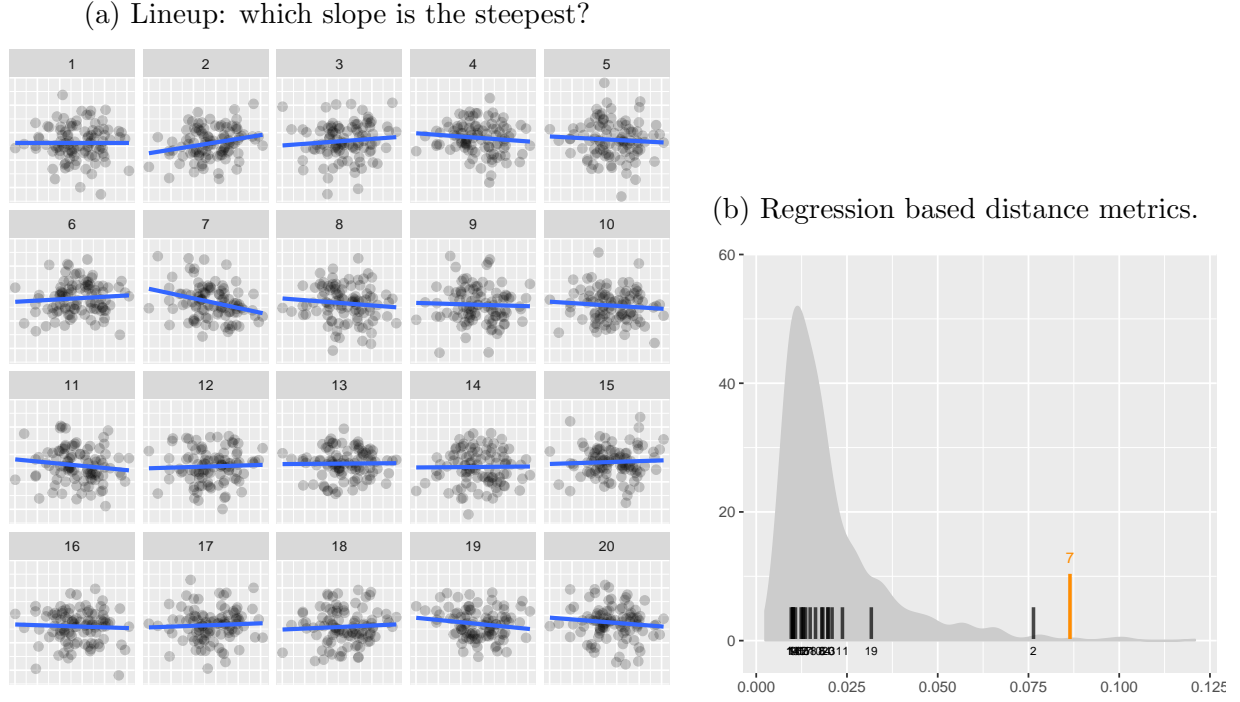 (a) Lineup: which slope is the steepest?
1 2 3 4 5
6 7 8 9 10
11 12 13 14 15
16 17 18 19 20
(b) Regression based distance metrics.
60
40
20
0
7
11 19 2
0.000 0.025 0.050 0.075 0.100 0.125